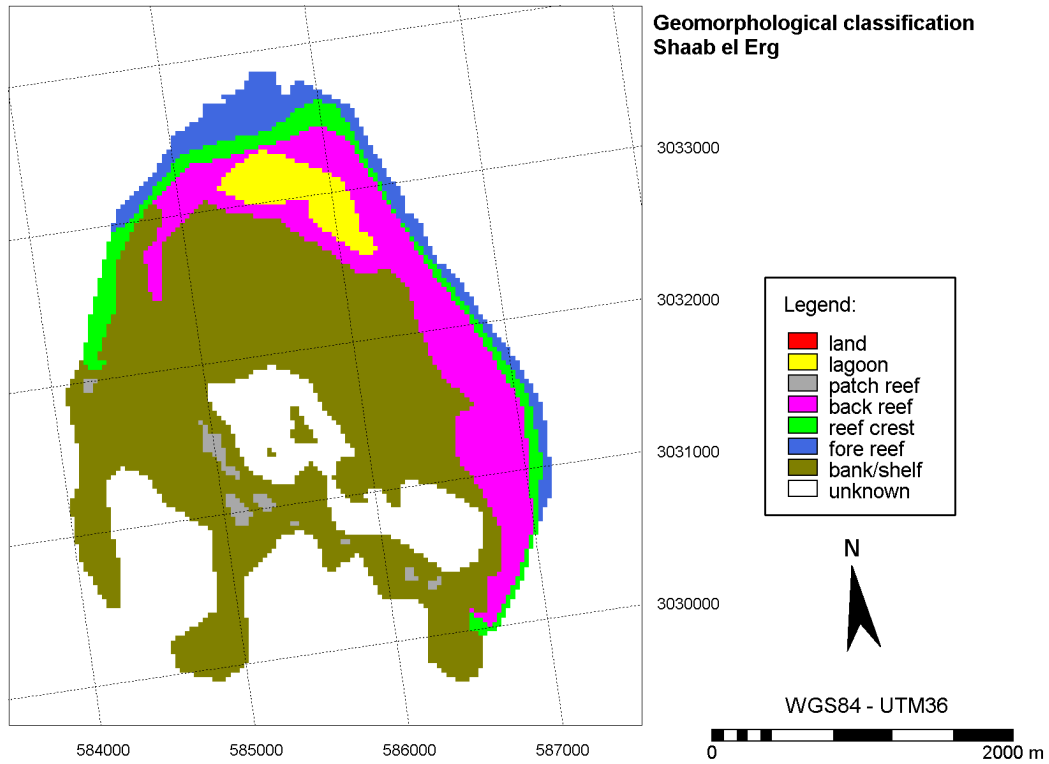 Geomorphological classification
Shaab el Erg
3033000
3032000
Legend:
land
lagoon
patch reef
back reef
reef crest
fore reef
bank/shelf
unknown
3031000
N
3030000
WGS84 - UTM36
584000
585000
586000
587000
0
2000 m